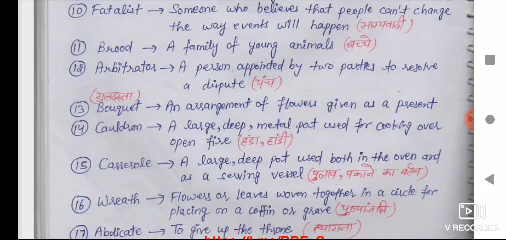 ⑩ Fatalist → Someone who believes that people can't change
the way events will happen (भाग्यवादी)
⑪ Brood → A family of young animals (बच्चे)
⑫ Arbitrator → A person appointed by two parties to resolve
a dispute (पंच)
(गुलदस्ता)
⑬ Bouquet → An arrangement of flowers given as a present
⑭ Cauldron → A large, deep, metal pot used for cooking over
open fire (हंडा, हांडी)
⑮ Casserole → A large, deep pot used both in the oven and
as a serving vessel (पुलाव, पकाने का बर्तन)
⑯ Wreath → Flowers or leaves woven together in a circle for
placing on a coffin or grave (पुष्पांजलि)
⑰ Abdicate → To give up the throne (त्यागना)
V RECORDER